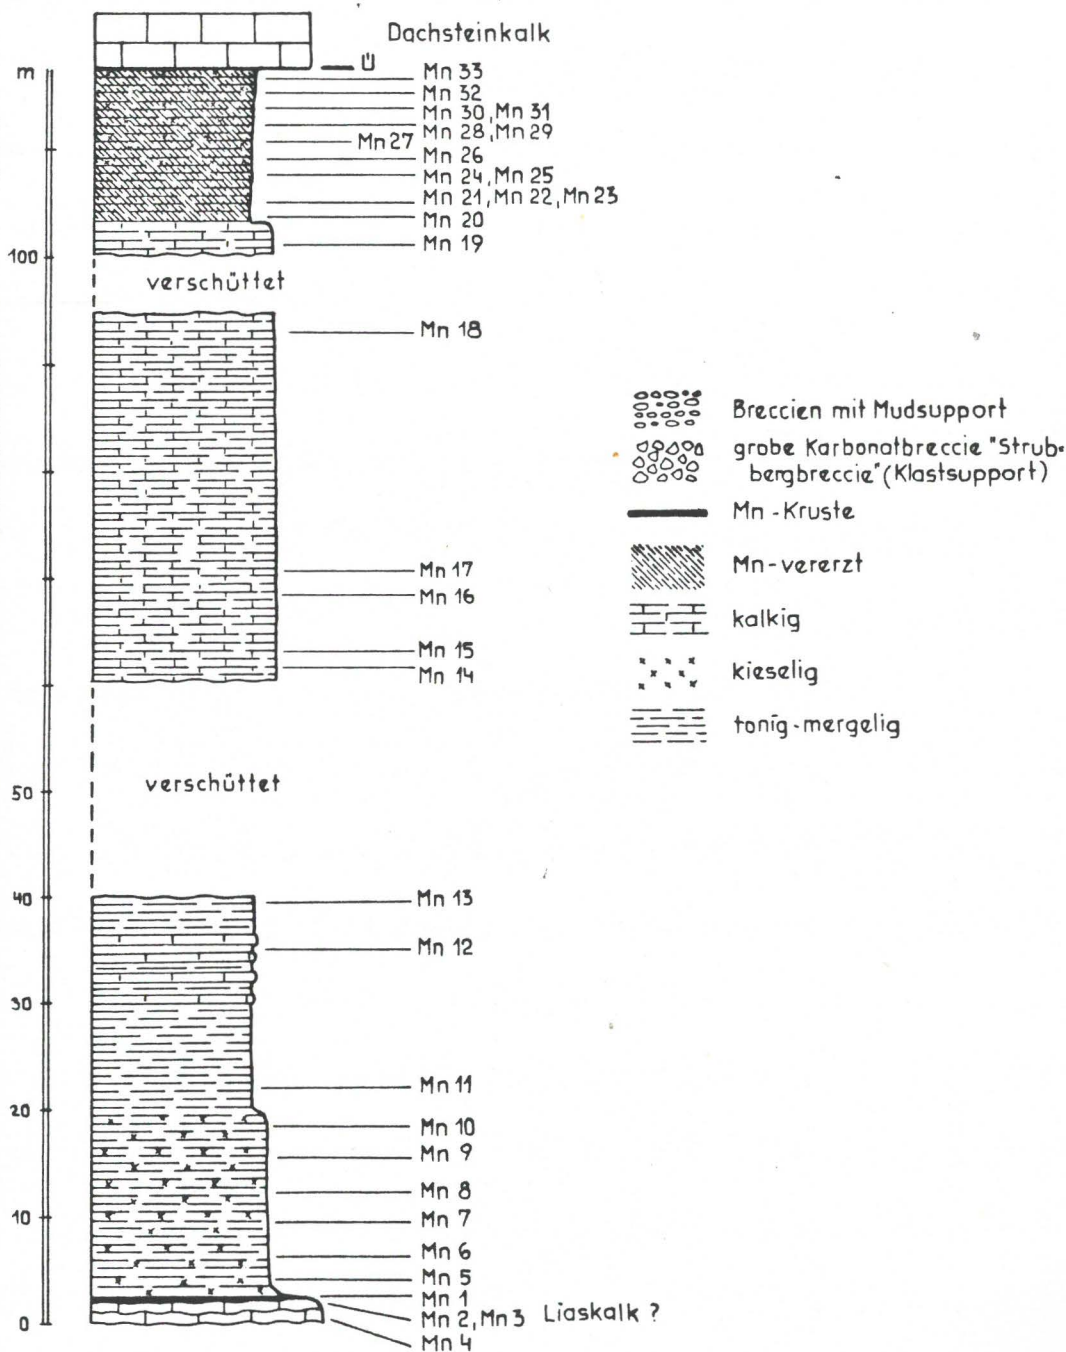 Dachsteinkalk
m
Ü
Mn 33
Mn 32
Mn 30, Mn 31
Mn 28, Mn 29
Mn 27
Mn 26
Mn 24, Mn 25
Mn 21, Mn 22, Mn 23
Mn 20
Mn 19
100
verschüttet
Mn 18
Mn 17
Mn 16
Mn 15
Mn 14
verschüttet
50
40
Mn 13
Mn 12
30
Mn 11
20
Mn 10
Mn 9
Mn 8
10
Mn 7
Mn 6
Mn 5
Mn 1
0
Mn 2, Mn 3 Liaskalk ?
Mn 4
Breccien mit Mudsupport
grobe Karbonatbreccie "Strub-
bergbreccie" (Klastsupport)
Mn - Kruste
Mn - vererzt
kalkig
kieselig
tonig - mergelig